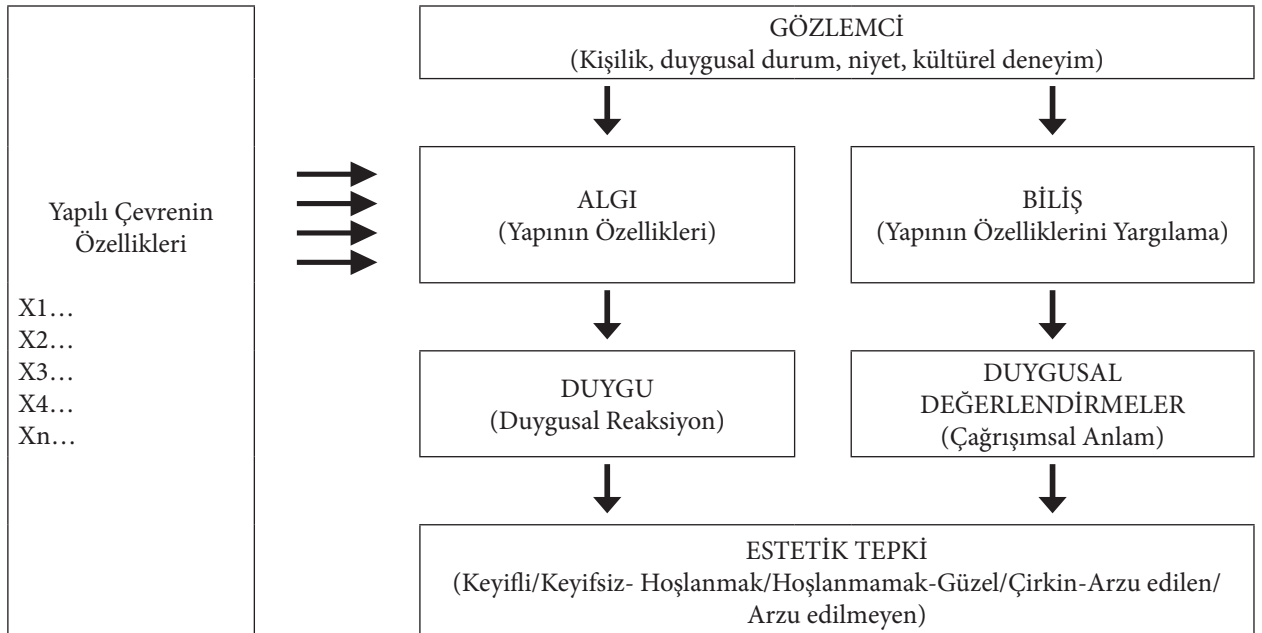 GÖZLEMCİ
(Kişilik, duygusal durum, niyet, kültürel deneyim)
Yapılı Çevrenin
Özellikleri
X1…
X2…
X3…
X4…
Xn…
ALGI
(Yapının Özellikleri)
BİLİŞ
(Yapının Özelliklerini Yargılama)
DUYGU
(Duygusal Reaksiyon)
DUYGUSAL
DEĞERLENDİRMELER
(Çağrışımsal Anlam)
ESTETİK TEPKİ
(Keyifli/Keyifsiz- Hoşlanmak/Hoşlanmamak-Güzel/Çirkin-Arzu edilen/
Arzu edilmeyen)